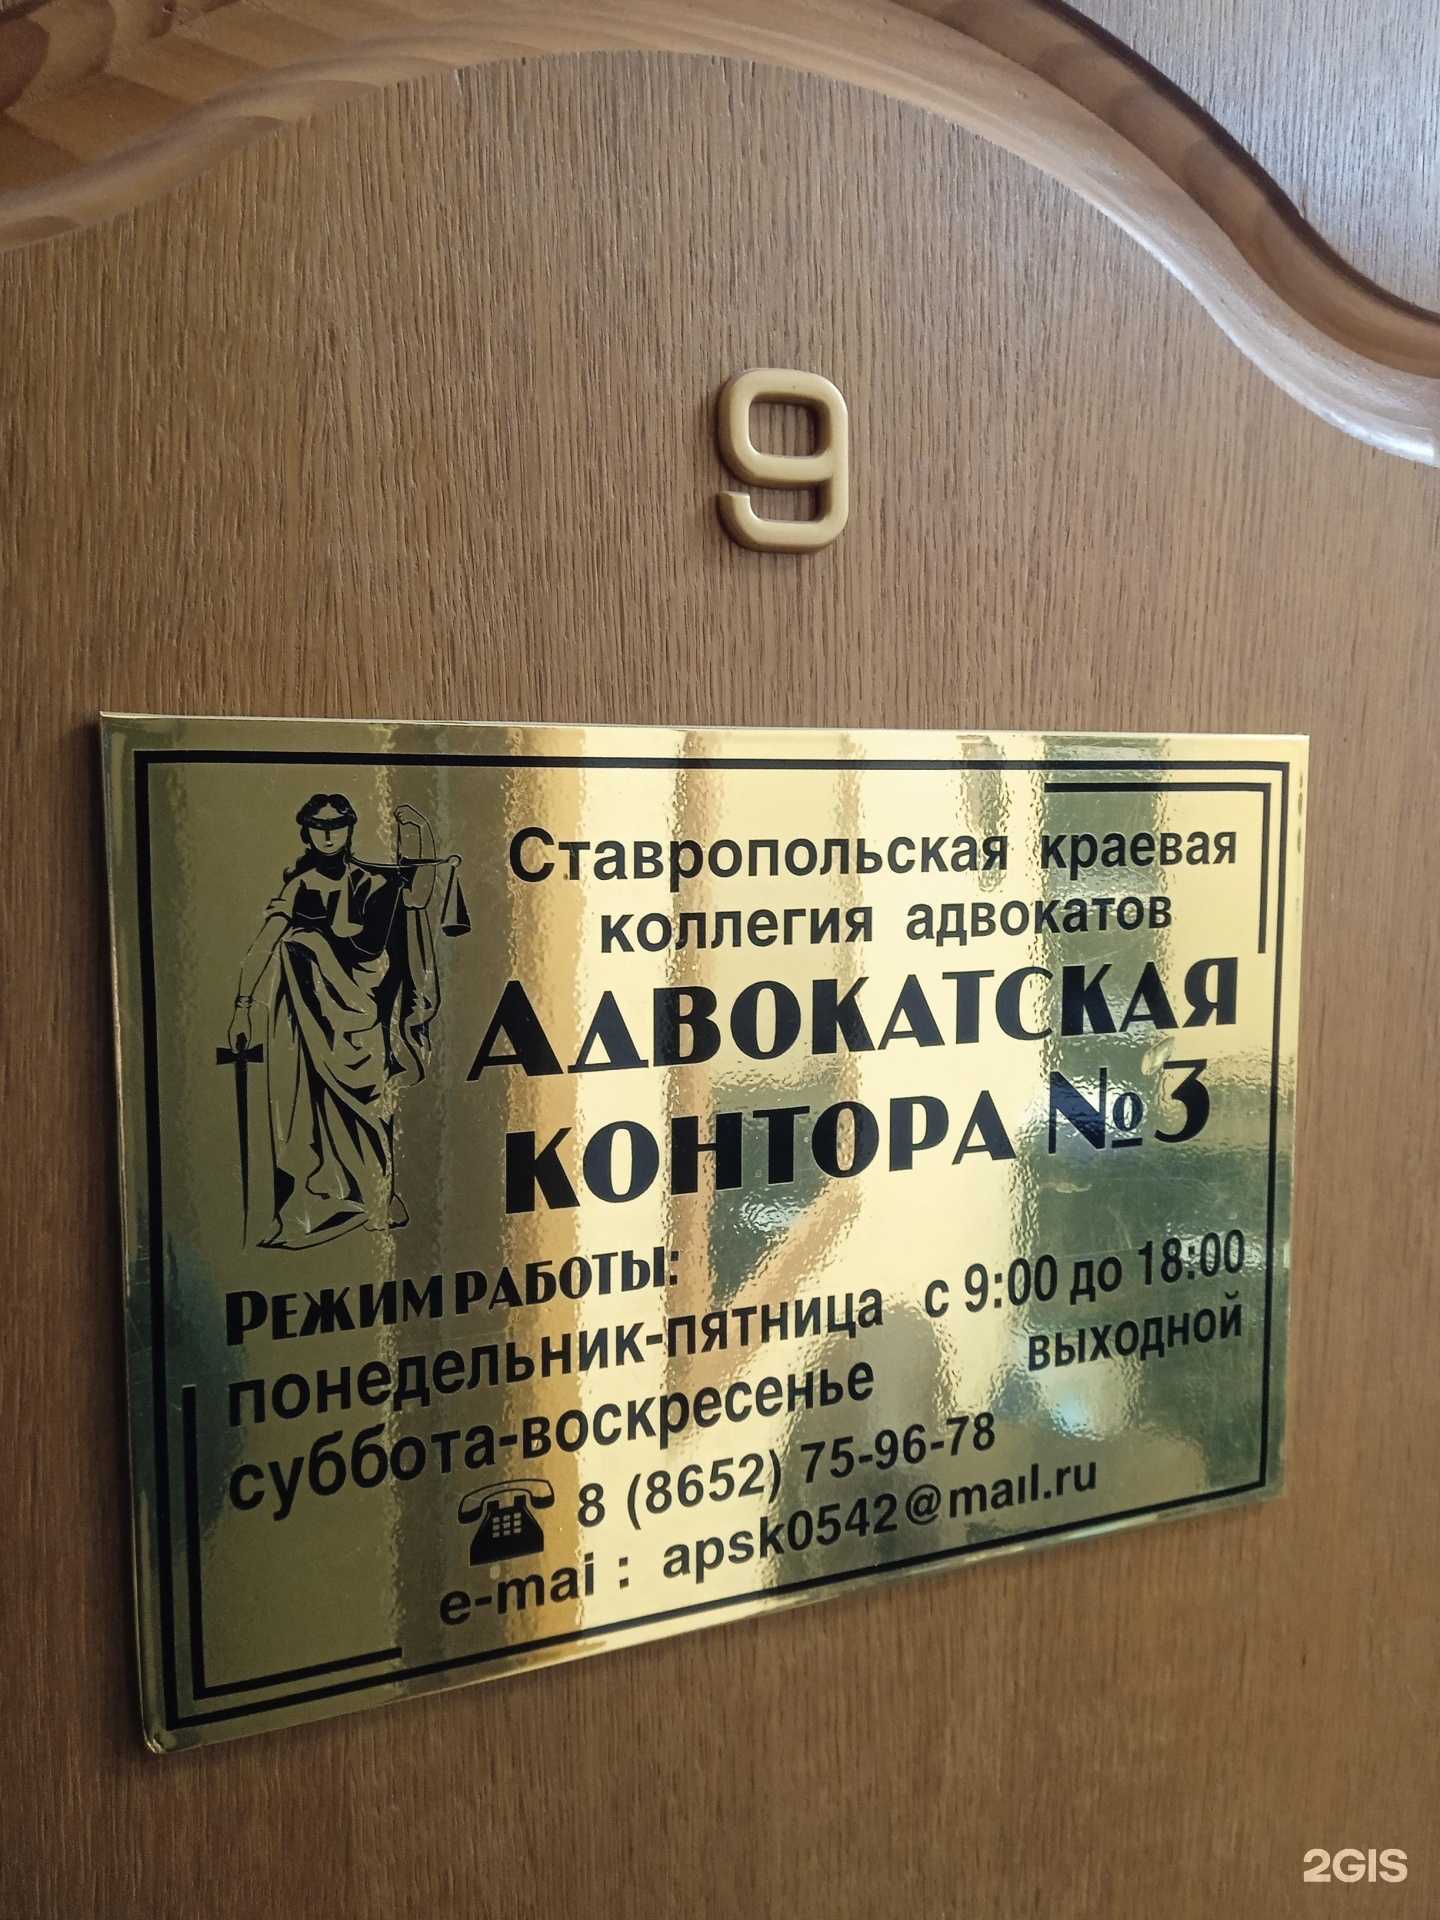 9
Ставропольская краевая
коллегия адвокатов
АДВОКАТСКАЯ
КОНТОРА №3
РЕЖИМ РАБОТЫ:
понедельник-пятница с 9:00 до 18:00
суббота-воскресенье выходной
8 (8652) 75-96-78
e-mai : apsk0542@maıl.ru
2GIS